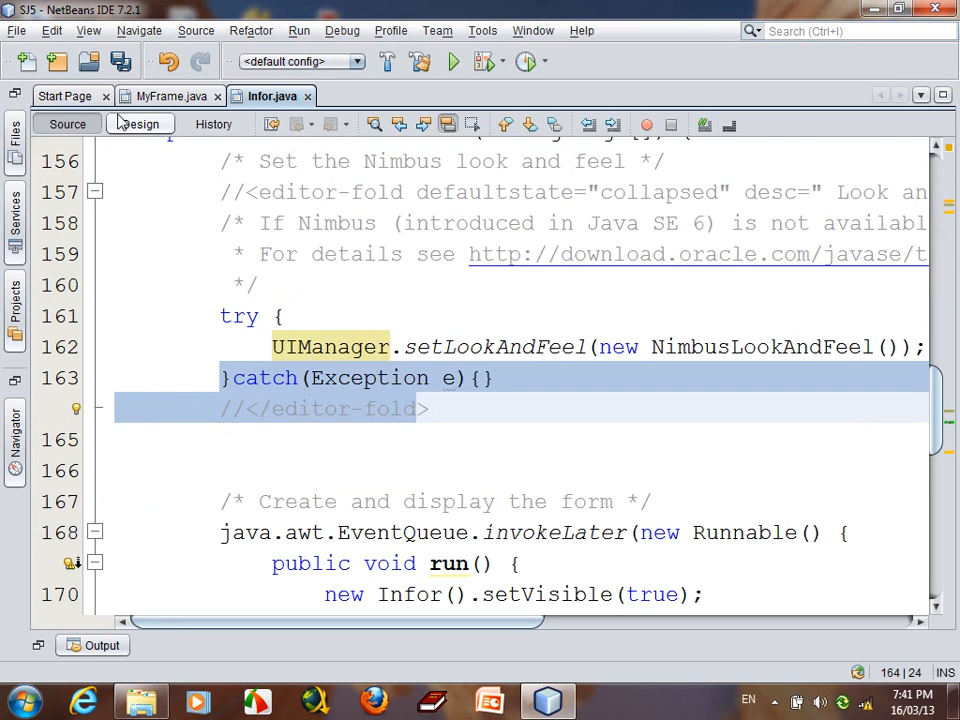 SJ5 - NetBeans IDE 7.2.1
File Edit View Navigate Source Refactor Run Debug Profile Team Tools Window Help
Search (Ctrl+I)
<default config>
Start Page MyFrame.java Infor.java
Source Design History
Files
Services
Projects
Navigator
156 /* Set the Nimbus look and feel */
157 //<editor-fold defaultstate="collapsed" desc=" Look an
158 /* If Nimbus (introduced in Java SE 6) is not availabl
159 * For details see http://download.oracle.com/javase/t
160 */
161 try {
162 UIManager.setLookAndFeel(new NimbusLookAndFeel());
163 }catch(Exception e){}
//</editor-fold>
165
166
167 /* Create and display the form */
168 java.awt.EventQueue.invokeLater(new Runnable() {
public void run() {
170 new Infor().setVisible(true);
Output
164 | 24 INS
EN
7:41 PM
16/03/13